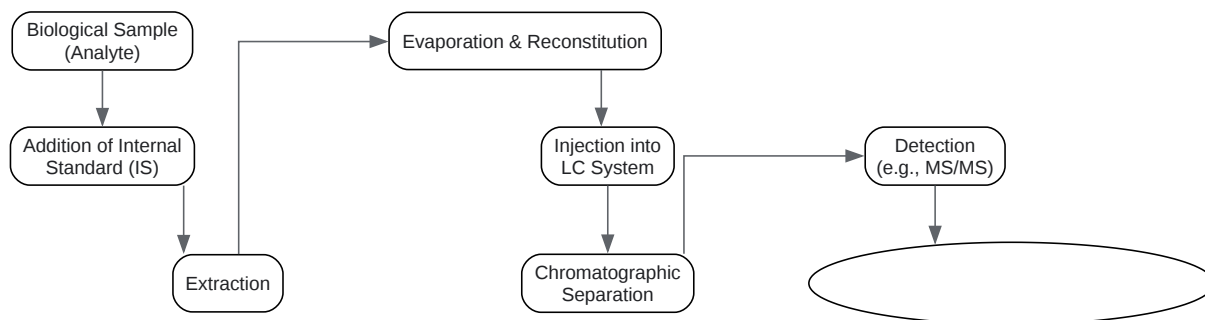 Biological Sample
(Analyte)
Addition of Internal
Standard (IS)
Extraction
Evaporation & Reconstitution
Injection into
LC System
Chromatographic
Separation
Detection
(e.g., MS/MS)